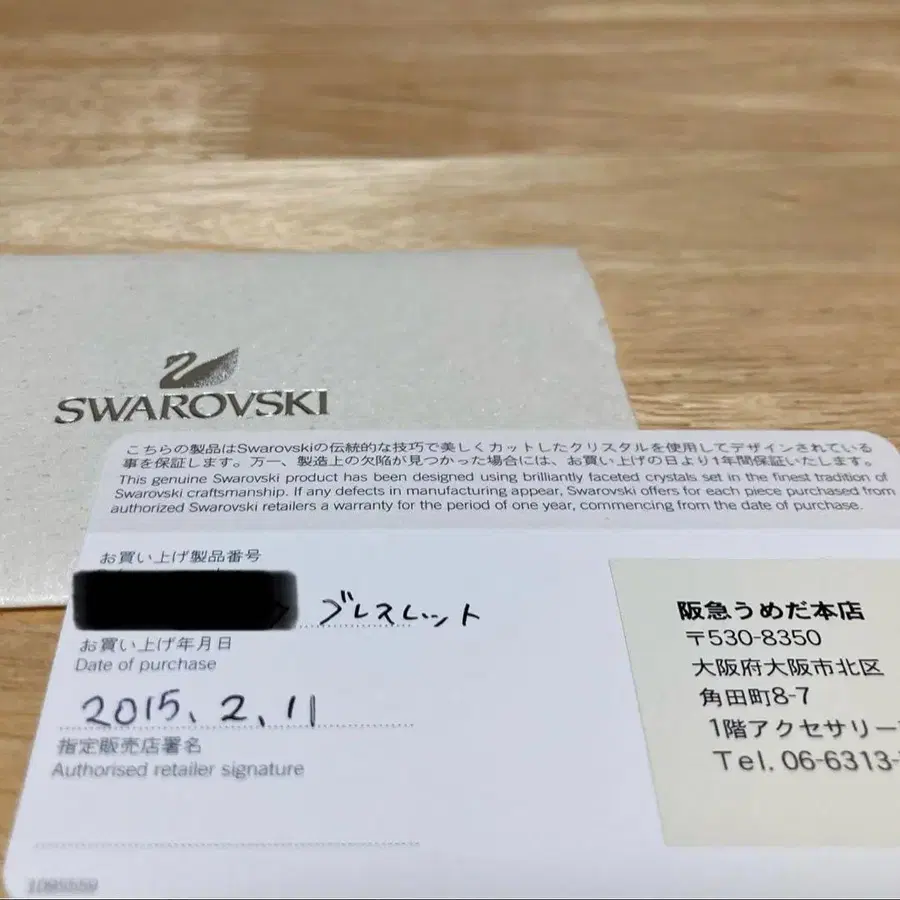 SWAROVSKI
こちらの製品はSwarovskiの伝統的な技巧で美しくカットしたクリスタルを使用してデザインされている
事を保証します。万一、製造上の欠陥が見つかった場合には、お買い上げの日より1年間保証いたします。
This genuine Swarovski product has been designed using brilliantly faceted crystals set in the finest tradition of
Swarovski craftsmanship. If any defects in manufacturing appear, Swarovski offers for each piece purchased from
authorized Swarovski retailers a warranty for the period of one year, commencing from the date of purchase.
お買い上げ製品番号
ブレスレット
お買い上げ年月日
Date of purchase
2015. 2. 11
指定販売店署名
Authorised retailer signature
阪急うめだ本店
〒530-8350
大阪府大阪市北区
角田町8-7
1階アクセサリー
Tel. 06-6313-